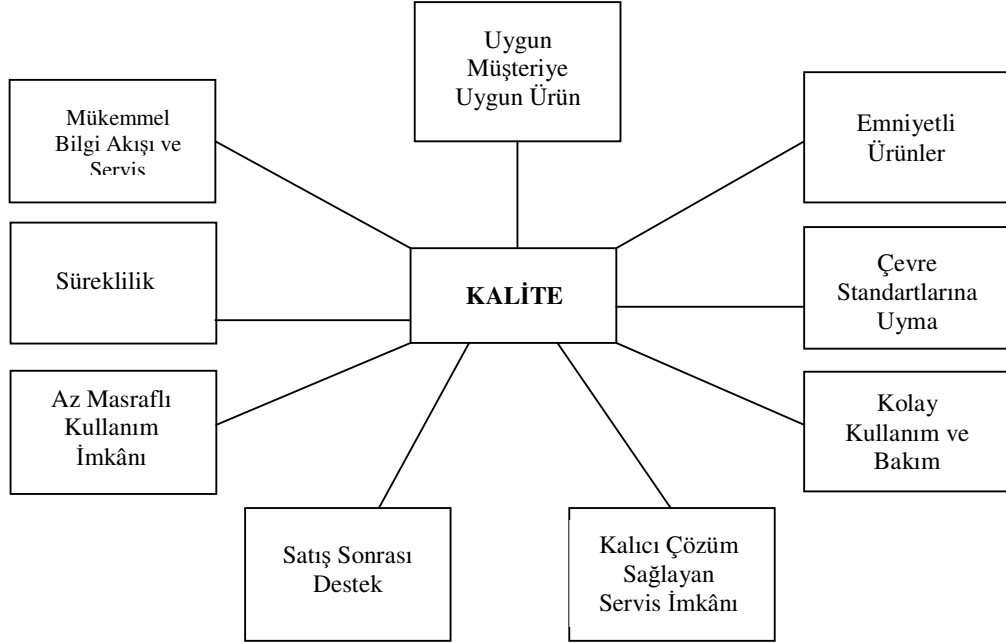 Uygun
Müşteriye
Uygun Ürün
Mükemmel
Bilgi Akışı ve
Servis
Emniyetli
Ürünler
Süreklilik
KALİTE
Çevre
Standartlarına
Uyma
Az Masraflı
Kullanım
İmkânı
Kolay
Kullanım ve
Bakım
Satış Sonrası
Destek
Kalıcı Çözüm
Sağlayan
Servis İmkânı